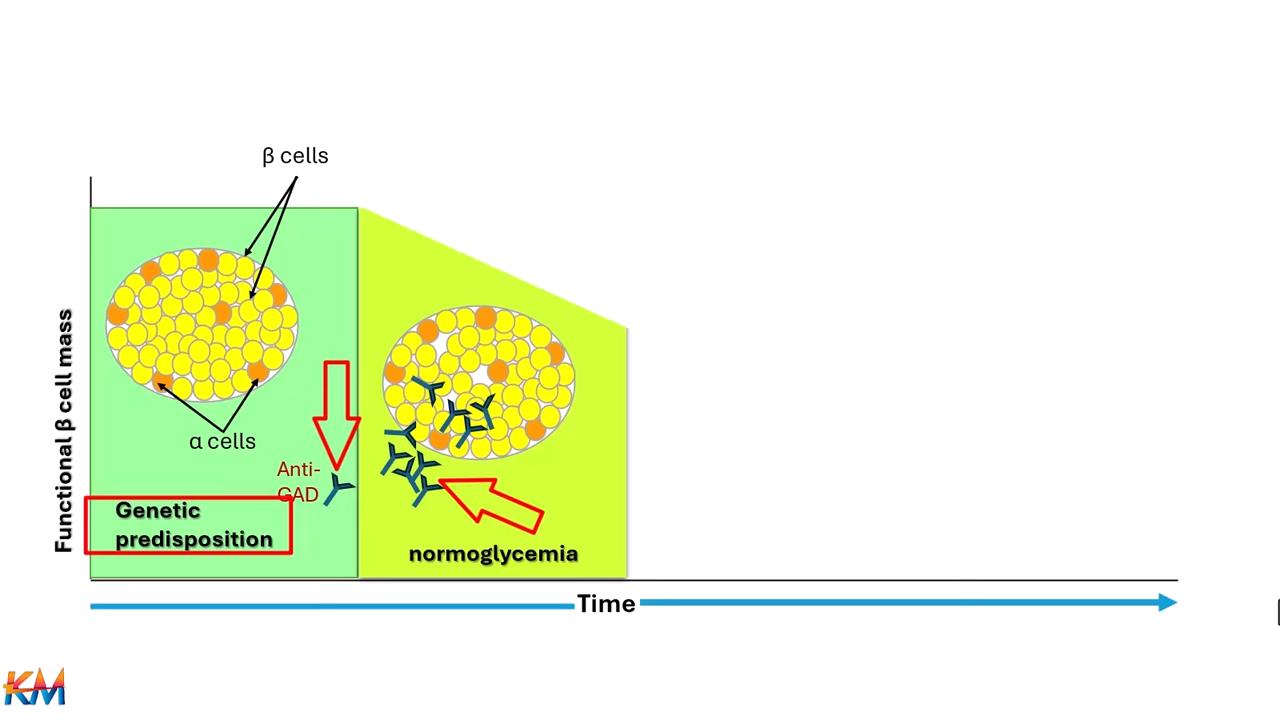 β cells
Functional β cell mass
α cells
Anti-
GAD
Genetic
predisposition
normoglycemia
Time
KM